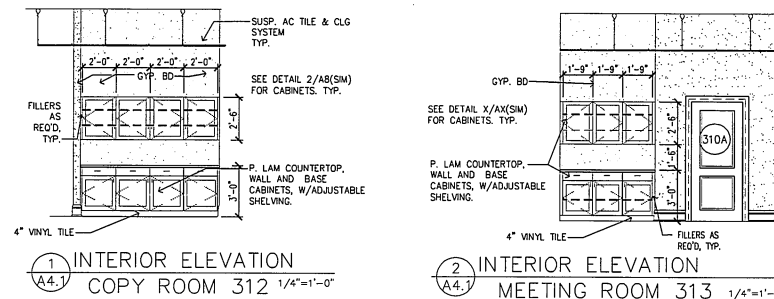 SUSP. AC TILE & CLG
SYSTEM
TYP.
2'-0" 2'-0" 2'-0" 2'-0"
GYP. BD
SEE DETAIL 2/A8(SIM)
FOR CABINETS. TYP.
FILLERS
AS
REQ'D,
TYP.
2'-6"
P. LAM COUNTERTOP,
WALL AND BASE
CABINETS, W/ADJUSTABLE
SHELVING.
3'-0"
4" VINYL TILE
1
A4.1
INTERIOR ELEVATION
COPY ROOM 312 1/4"=1'-0"
1'-9" 1'-9" 1'-9"
GYP. BD
SEE DETAIL X/AX(SIM)
FOR CABINETS. TYP.
2'-6"
310A
1'-6"
P. LAM COUNTERTOP,
WALL AND BASE
CABINETS, W/ADJUSTABLE
SHELVING.
3'-0"
4" VINYL TILE
FILLERS AS
REQ'D, TYP.
2
A4.1
INTERIOR ELEVATION
MEETING ROOM 313 1/4"=1'-